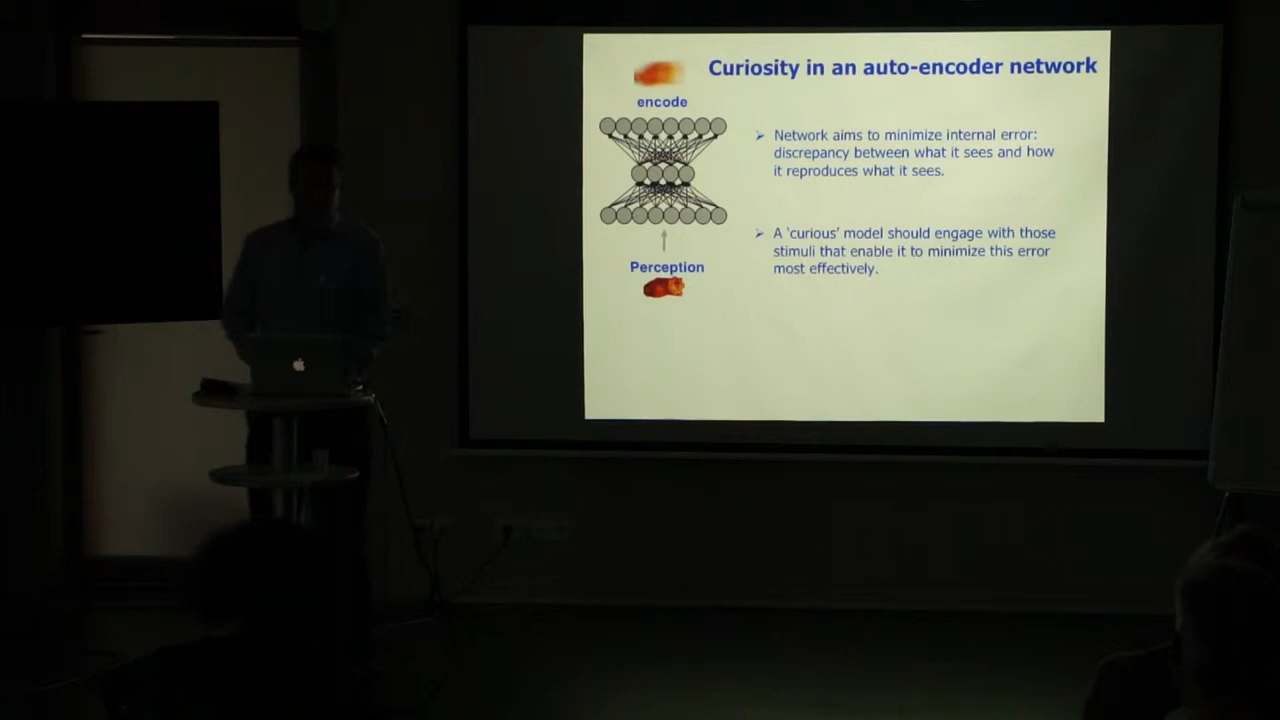 Curiosity in an auto-encoder network
encode
➢ Network aims to minimize internal error:
discrepancy between what it sees and how
it reproduces what it sees.
➢ A 'curious' model should engage with those
stimuli that enable it to minimize this error
most effectively.
Perception